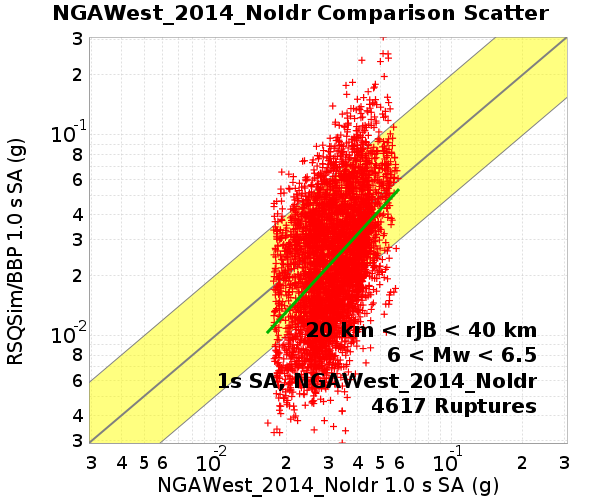 NGAWest_2014_NoIdr Comparison Scatter
RSQSim/BBP 1.0 s SA (g)
3
2
10^-1
8
6
4
3
2
10^-2
8
6
4
3
20 km < rJB < 40 km
6 < Mw < 6.5
1s SA, NGAWest_2014_NoIdr
4617 Ruptures
3 4 5 6 10^-2 2 3 4 5 6 10^-1 2 3
NGAWest_2014_NoIdr 1.0 s SA (g)